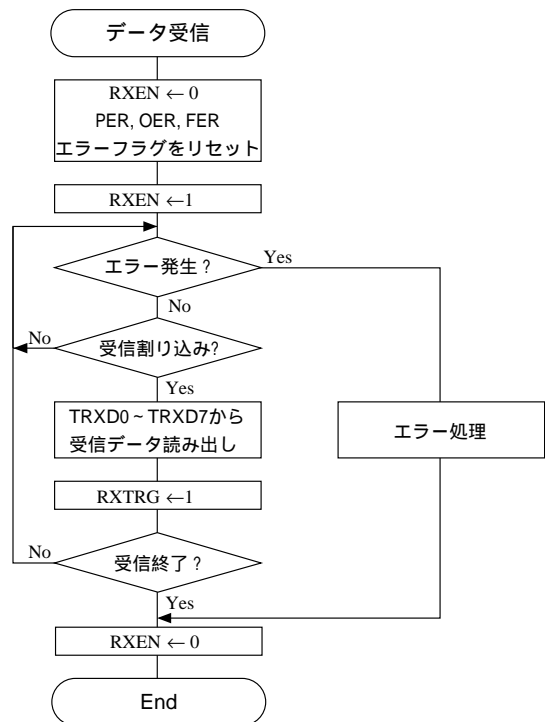 データ受信
RXEN ← 0
PER, OER, FER
エラーフラグをリセット
RXEN ←1
エラー発生 ?
Yes
No
受信割り込み?
No
Yes
TRXD0 ~ TRXD7から
受信データ読み出し
エラー処理
RXTRG ←1
受信終了 ?
No
Yes
RXEN ← 0
End